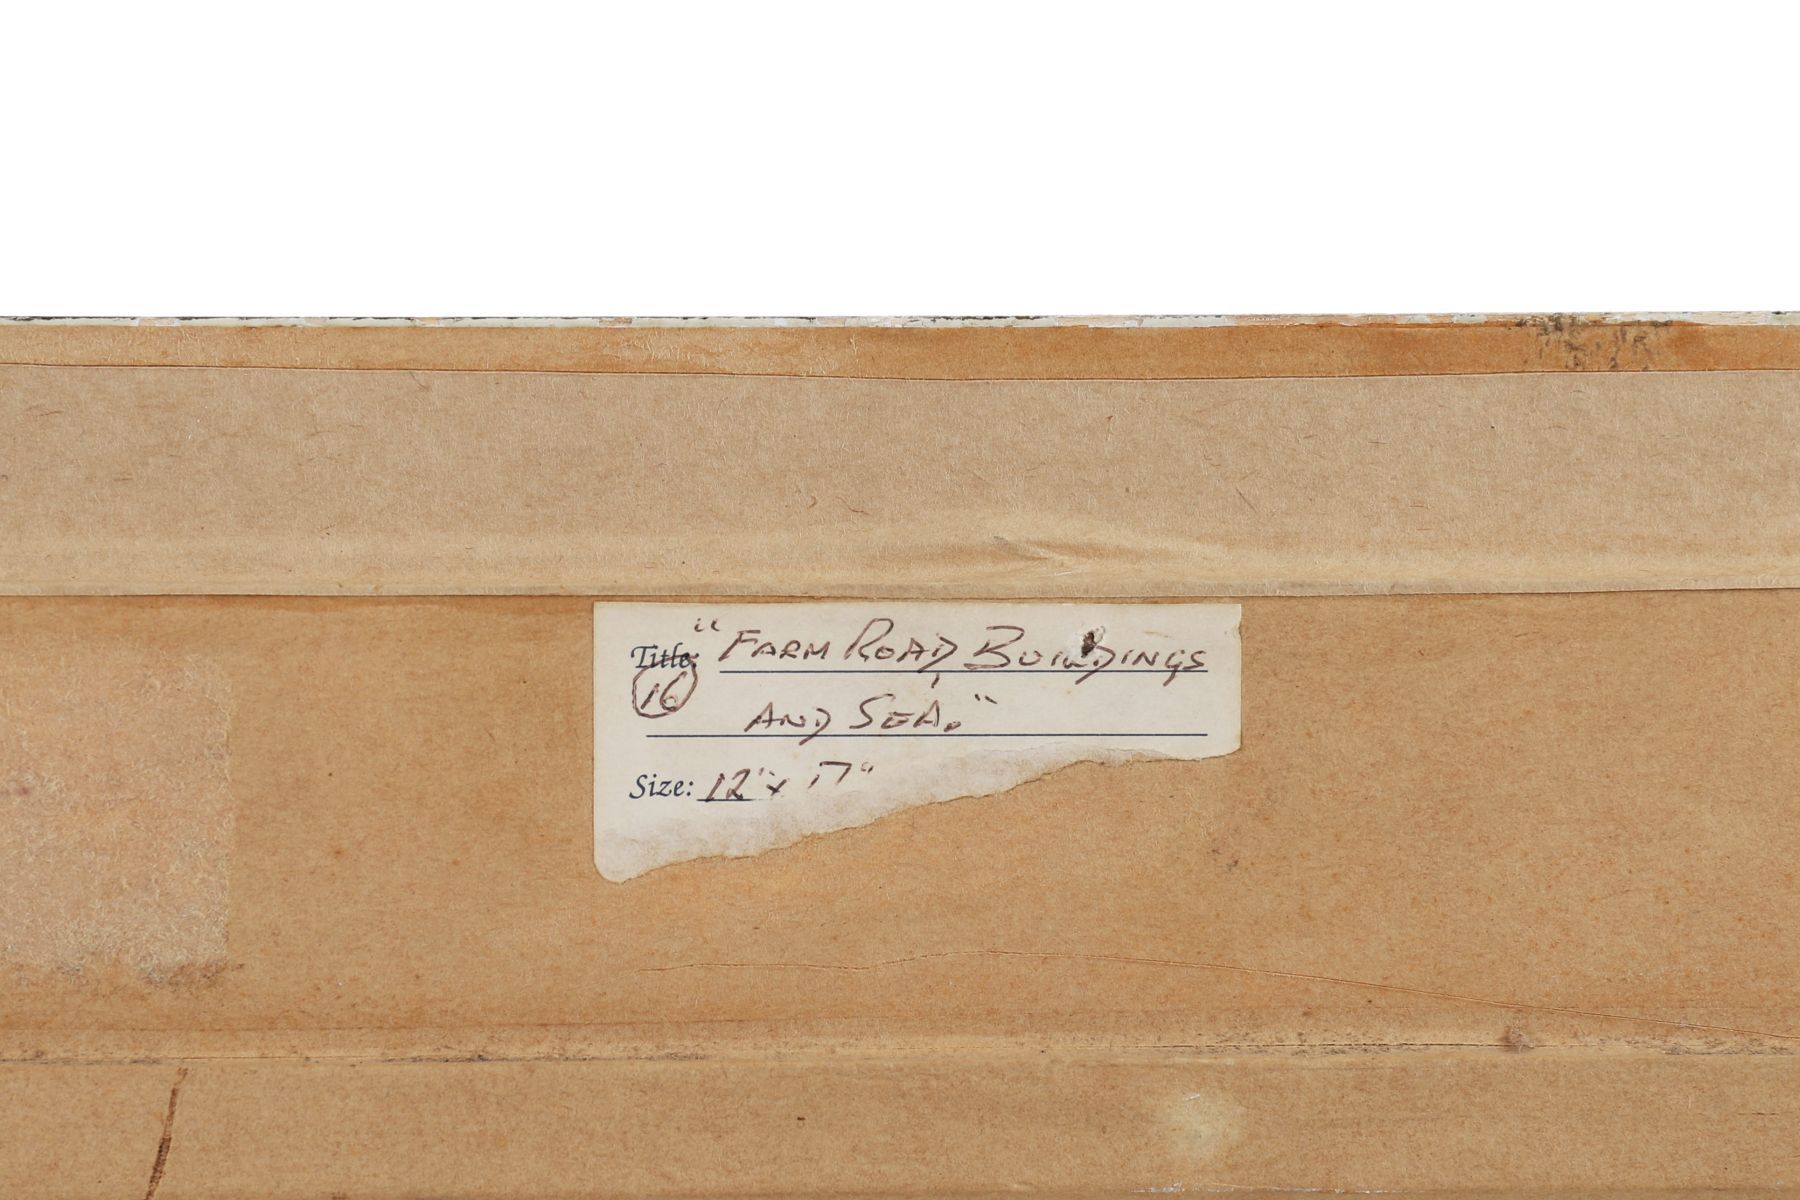 Title: "FARM ROAD, BUILDINGS
16
AND SEA."
Size: 12" x 17"